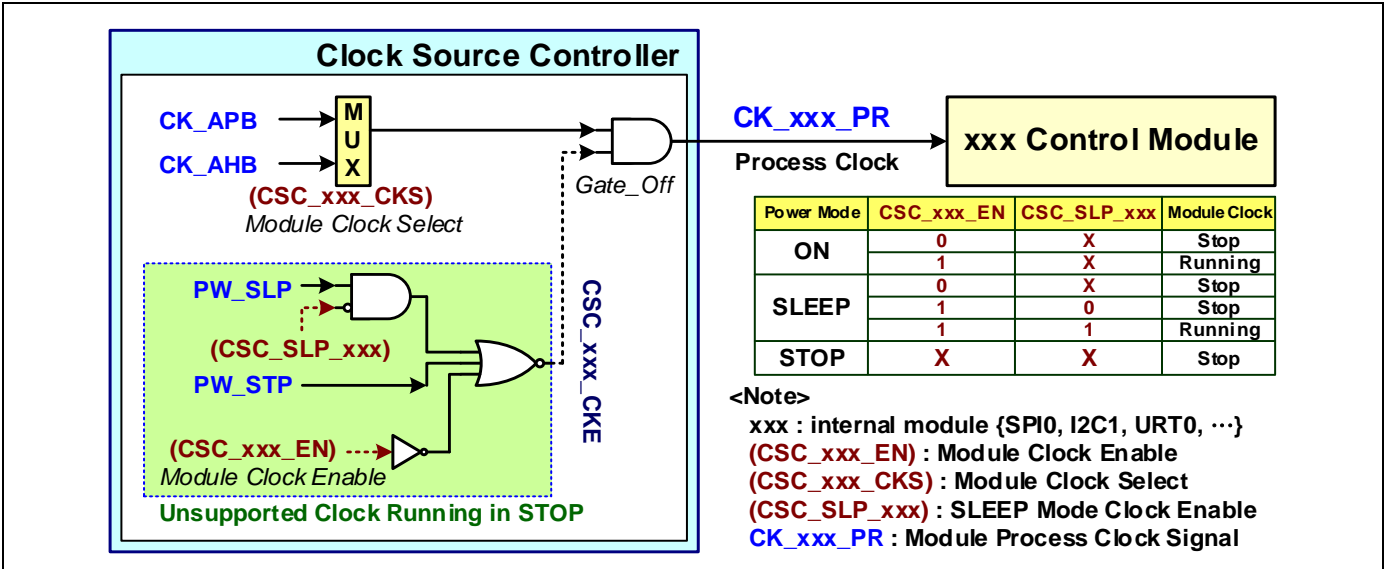 Clock Source Controller
CK_APB
CK_AHB
M
U
X
(CSC_xxx_CKS)
Module Clock Select
Gate_Off
CK_xxx_PR
Process Clock
xxx Control Module
PW_SLP
(CSC_SLP_xxx)
PW_STP
(CSC_xxx_EN)
Module Clock Enable
CSC_xxx_CKE
Unsupported Clock Running in STOP
Power Mode CSC_xxx_EN CSC_SLP_xxx Module Clock
ON 0 X Stop
1 X Running
SLEEP 0 X Stop
1 0 Stop
1 1 Running
STOP X X Stop
<Note>
xxx : internal module {SPI0, I2C1, URT0, ⋯}
(CSC_xxx_EN) : Module Clock Enable
(CSC_xxx_CKS) : Module Clock Select
(CSC_SLP_xxx) : SLEEP Mode Clock Enable
CK_xxx_PR : Module Process Clock Signal